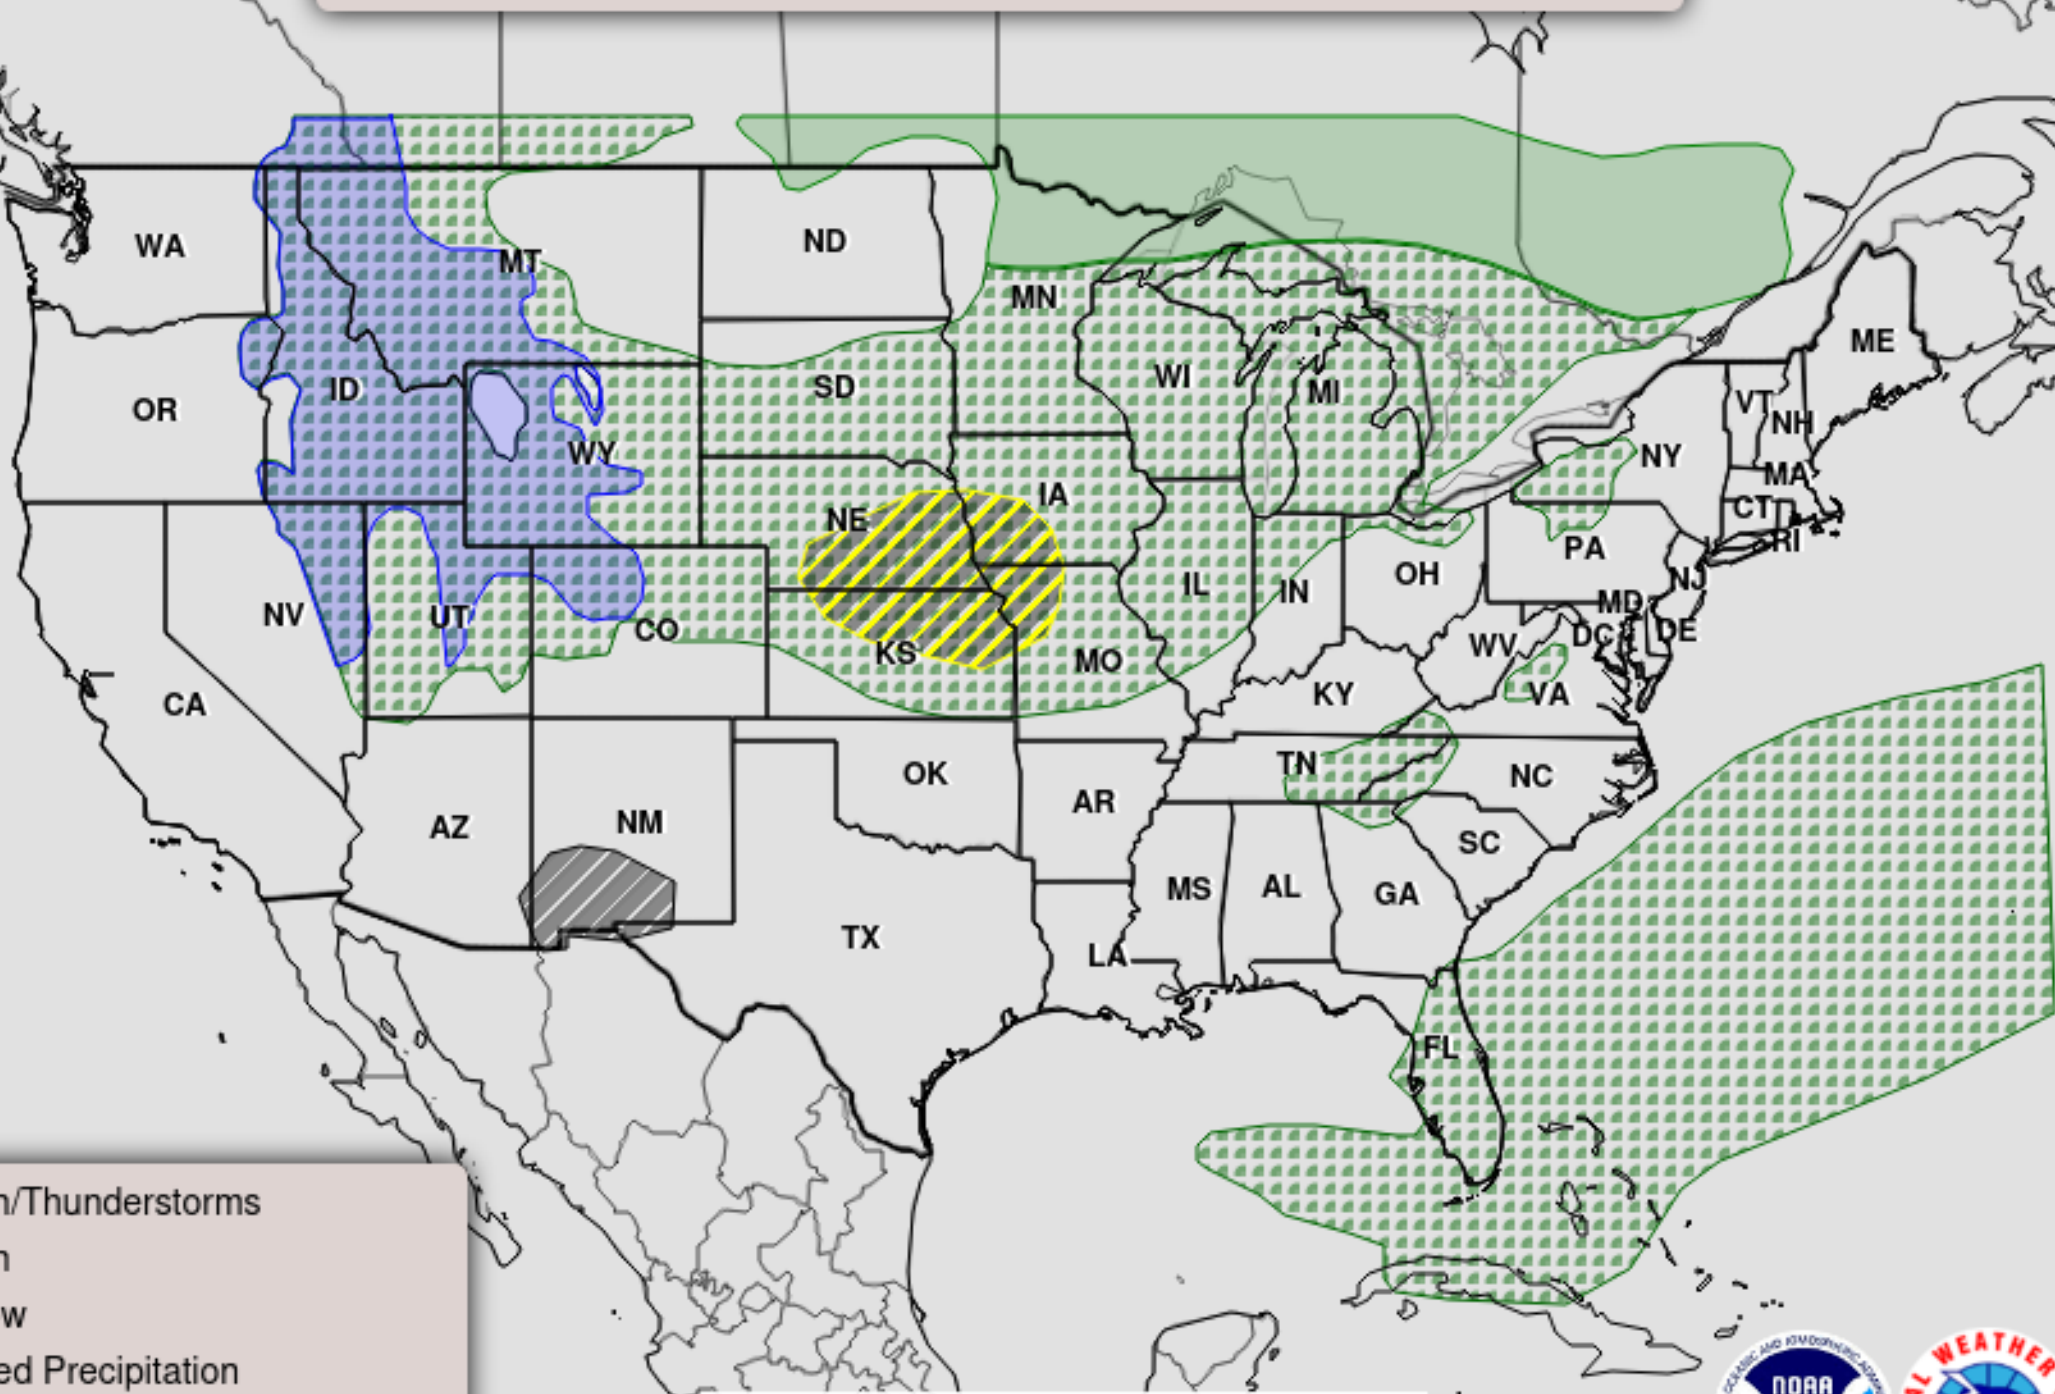 WA
MT
ND
MN
ME
OR
ID
SD
WI
MI
VT
NH
WY
NY
MA
NE
IA
CT
RI
PA
NV
UT
CO
KS
MO
IL
IN
OH
NJ
MD
DE
DC
WV
CA
KY
VA
TN
NC
AZ
NM
OK
AR
SC
MS
AL
GA
TX
LA
FL
n/Thunderstorms
n
w
ed Precipitation
NOAA
L WEATHER